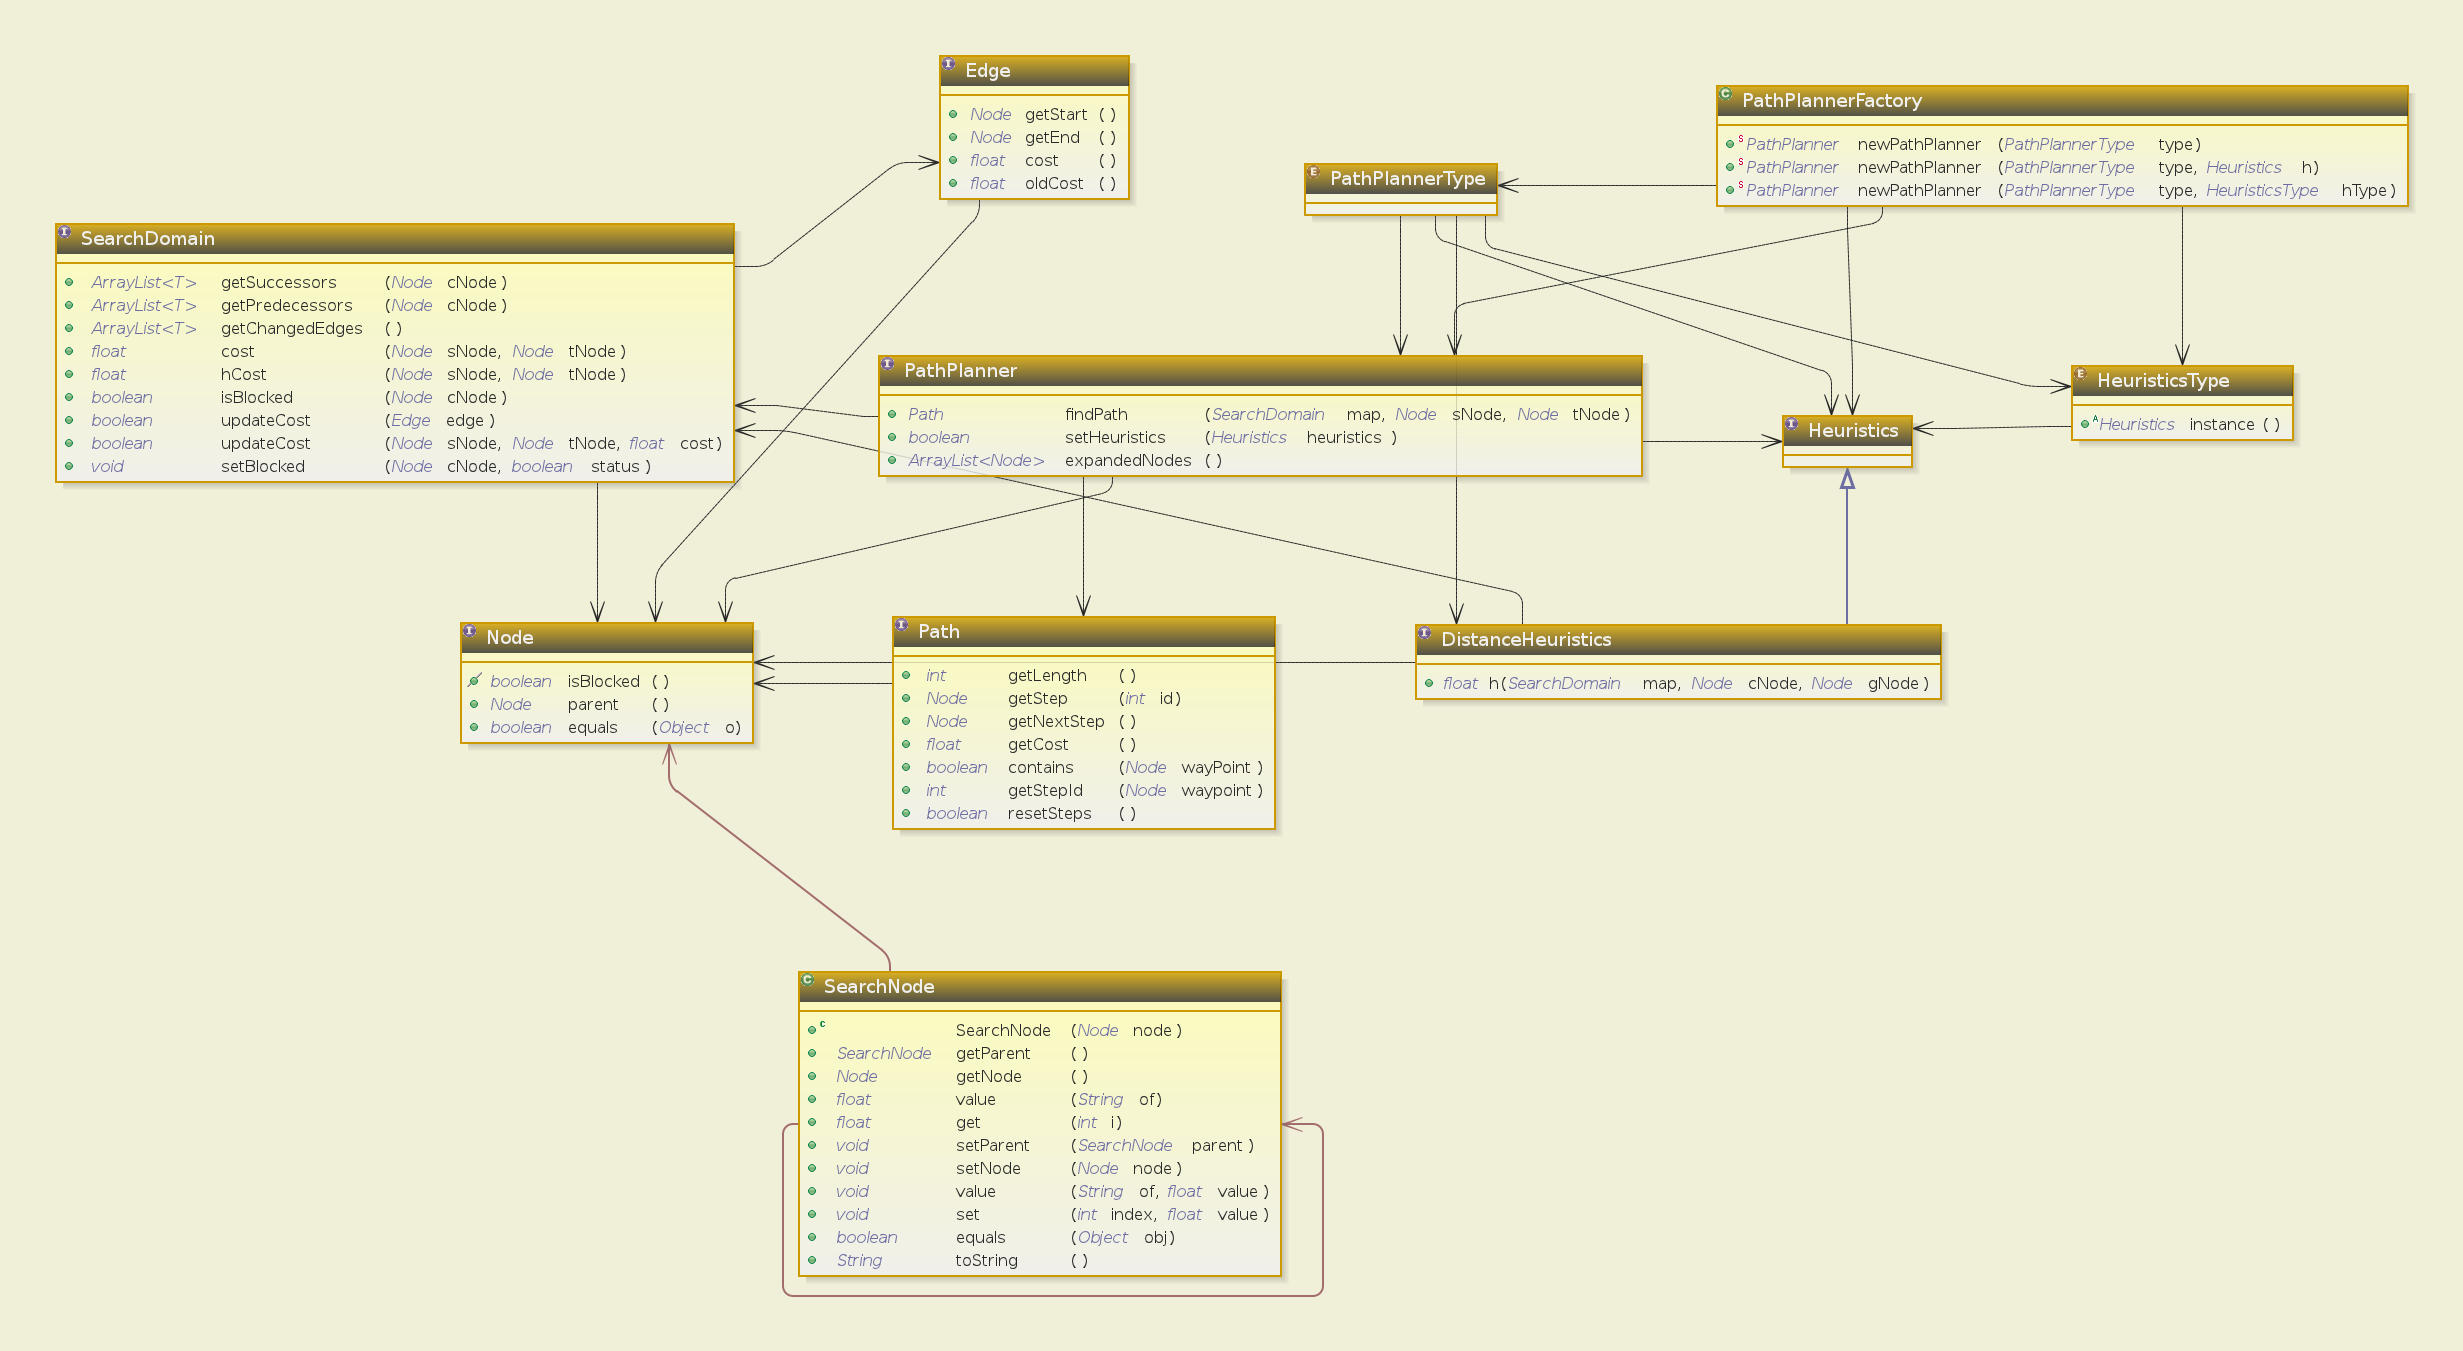 Edge
Node getStart ( )
Node getEnd ( )
float cost ( )
float oldCost ( )
PathPlannerFactory
PathPlanner newPathPlanner (PathPlannerType type)
PathPlanner newPathPlanner (PathPlannerType type, Heuristics h)
PathPlanner newPathPlanner (PathPlannerType type, HeuristicsType hType)
PathPlannerType
SearchDomain
ArrayList<T> getSuccessors (Node cNode)
ArrayList<T> getPredecessors (Node cNode)
ArrayList<T> getChangedEdges ( )
float cost (Node sNode, Node tNode)
float hCost (Node sNode, Node tNode)
boolean isBlocked (Node cNode)
boolean updateCost (Edge edge)
boolean updateCost (Node sNode, Node tNode, float cost)
void setBlocked (Node cNode, boolean status)
PathPlanner
Path findPath (SearchDomain map, Node sNode, Node tNode)
boolean setHeuristics (Heuristics heuristics)
ArrayList<Node> expandedNodes ( )
HeuristicsType
Heuristics instance ( )
Heuristics
Node
boolean isBlocked ( )
Node parent ( )
boolean equals (Object o)
Path
int getLength ( )
Node getStep (int id)
Node getNextStep ( )
float getCost ( )
boolean contains (Node wayPoint)
int getStepId (Node waypoint)
boolean resetSteps ( )
DistanceHeuristics
float h(SearchDomain map, Node cNode, Node gNode)
SearchNode
SearchNode (Node node)
SearchNode getParent ( )
Node getNode ( )
float value (String of)
float get (int i)
void setParent (SearchNode parent)
void setNode (Node node)
void value (String of, float value)
void set (int index, float value)
boolean equals (Object obj)
String toString ( )